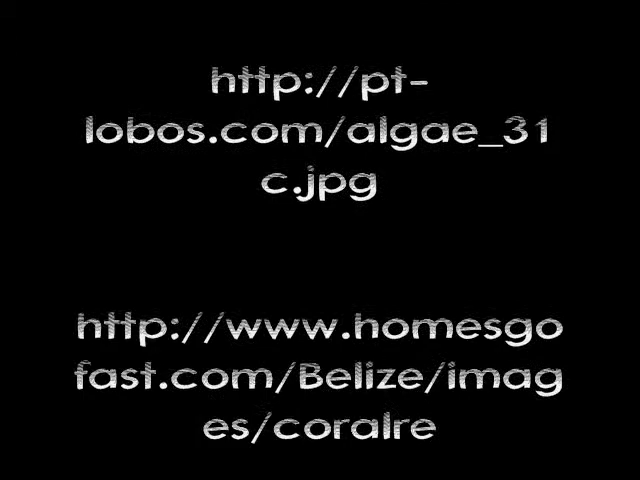 http://pt-
lobos.com/algae_31
c.jpg
http://www.homesgo
fast.com/Belize/imag
es/coralre